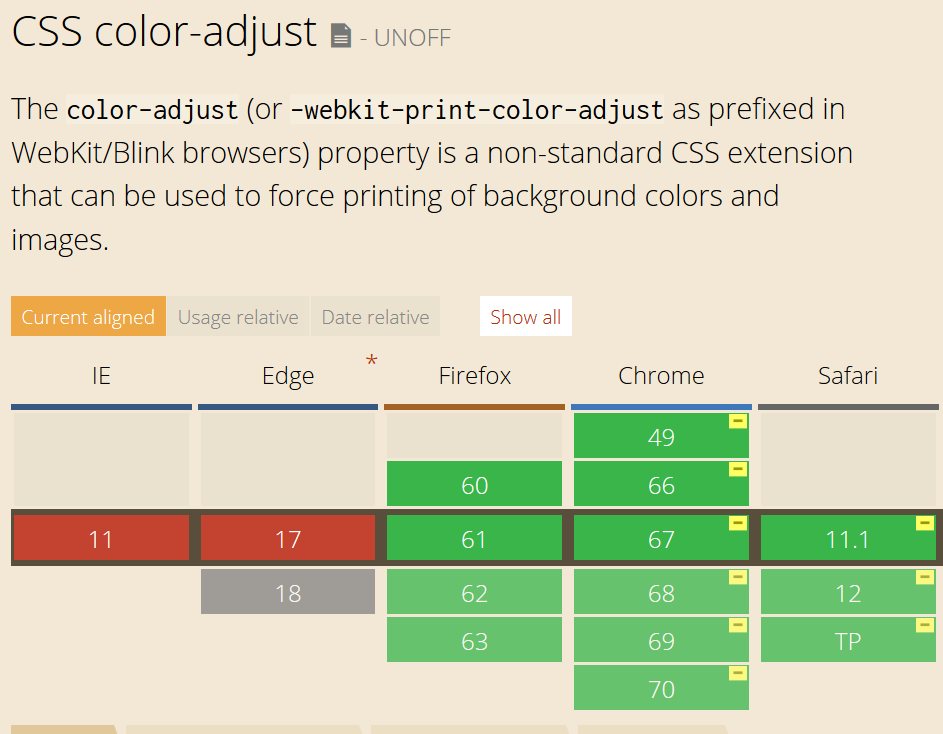 CSS color-adjust - UNOFF
The color-adjust (or -webkit-print-color-adjust as prefixed in
WebKit/Blink browsers) property is a non-standard CSS extension
that can be used to force printing of background colors and
images.
Current aligned Usage relative Date relative Show all
IE Edge * Firefox Chrome Safari
49
60 66
11 17 61 67 11.1
18 62 68 12
63 69 TP
70